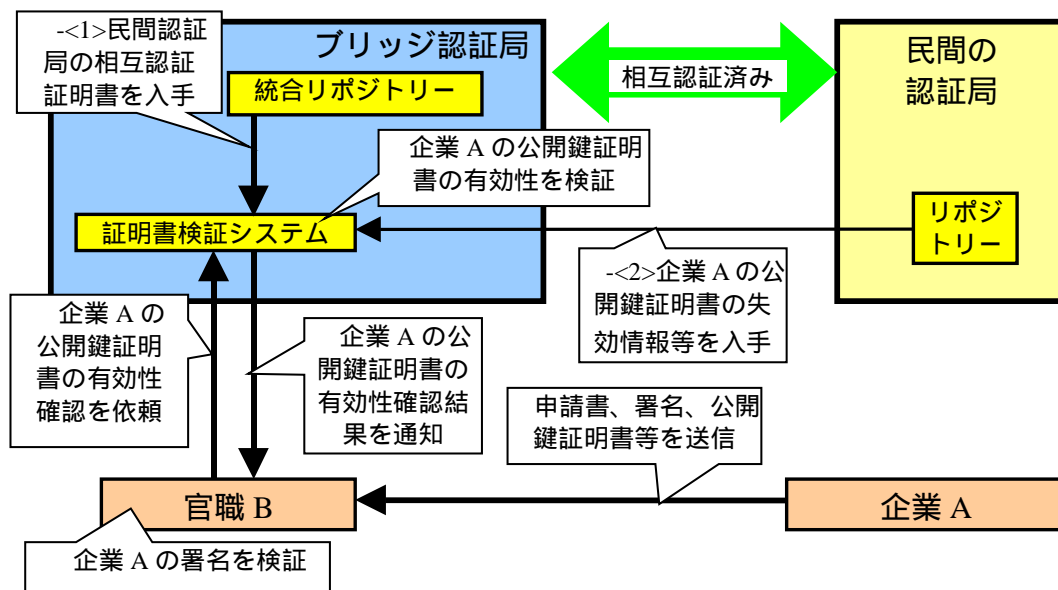 -<1>民間認証
局の相互認証
証明書を入手
ブリッジ認証局
統合リポジトリー
相互認証済み
民間の
認証局
企業 A の公開鍵証明
書の有効性を検証
証明書検証システム
リポジ
トリー
-<2>企業 A の公
開鍵証明書の失
効情報等を入手
企業 A の
公開鍵証明
書の有効性
確認を依頼
企業 A の公
開鍵証明書の
有効性確認結
果を通知
申請書、署名、公開
鍵証明書等を送信
官職 B
企業 A
企業 A の署名を検証